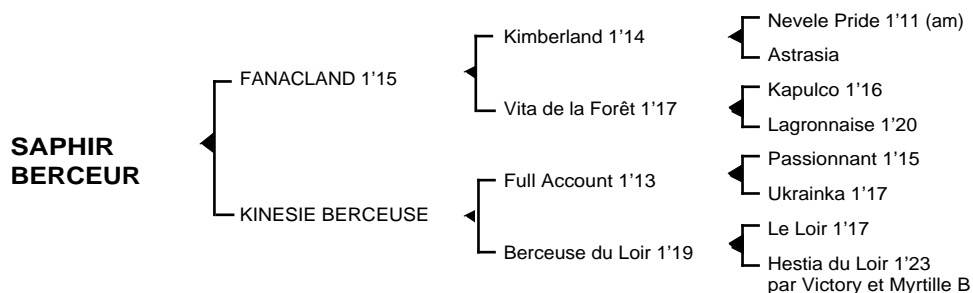 SAPHIR
BERCEUR
FANACLAND 1'15
KINESIE BERCEUSE
Kimberland 1'14
Vita de la Forêt 1'17
Full Account 1'13
Berceuse du Loir 1'19
Nevele Pride 1'11 (am)
Astrasia
Kapulco 1'16
Lagronnaise 1'20
Passionnant 1'15
Ukrainka 1'17
Le Loir 1'17
Hestia du Loir 1'23
par Victory et Myrtille B